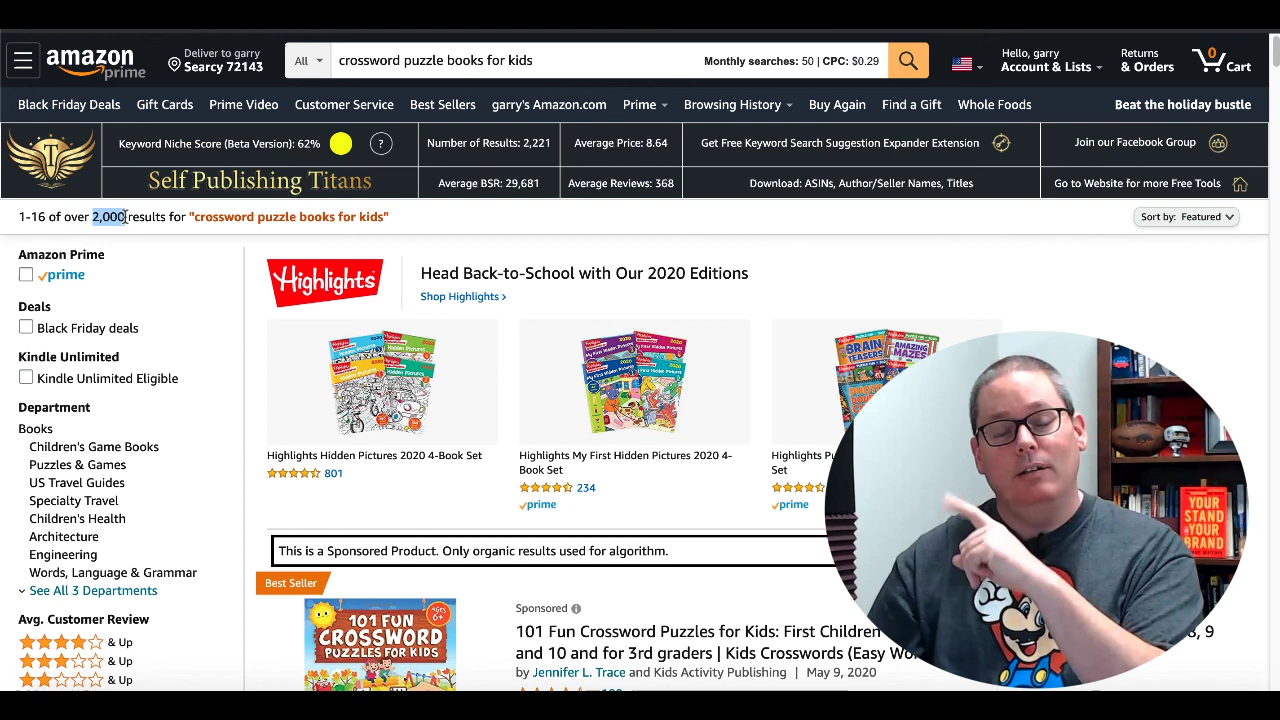 amazon
prime
Deliver to garry
Searcy 72143
All
crossword puzzle books for kids
Monthly searches: 50 | CPC: $0.29
Hello, garry
Account & Lists
Returns
& Orders
0
Cart
Black Friday Deals
Gift Cards
Prime Video
Customer Service
Best Sellers
garry's Amazon.com
Prime
Browsing History
Buy Again
Find a Gift
Whole Foods
Beat the holiday bustle
T
Keyword Niche Score (Beta Version): 62%
?
Self Publishing Titans
Number of Results: 2,221
Average Price: 8.64
Average BSR: 29,681
Average Reviews: 368
Get Free Keyword Search Suggestion Expander Extension
Download: ASINs, Author/Seller Names, Titles
Join our Facebook Group
Go to Website for more Free Tools
1-16 of over 2,000 results for "crossword puzzle books for kids"
Sort by: Featured
Amazon Prime
prime
Deals
Black Friday deals
Kindle Unlimited
Kindle Unlimited Eligible
Department
Books
Children's Game Books
Puzzles & Games
US Travel Guides
Specialty Travel
Children's Health
Architecture
Engineering
Words, Language & Grammar
See All 3 Departments
Avg. Customer Review
& Up
& Up
& Up
Highlights
Head Back-to-School with Our 2020 Editions
Shop Highlights ›
Highlights Hidden Pictures 2020 4-Book Set
801
Highlights My First Hidden Pictures 2020 4-
Book Set
234
prime
BRAIN
TEASERS
AMAZING
MAZES
Highlights
Set
prime
This is a Sponsored Product. Only organic results used for algorithm.
Best Seller
101 FUN
CROSSWORD
PUZZLES FOR KIDS
AGES
6+
Sponsored
101 Fun Crossword Puzzles for Kids: First Children
8, 9
and 10 and for 3rd graders | Kids Crosswords (Easy
by Jennifer L. Trace and Kids Activity Publishing | May 9, 2020
YOUR
STAND
YOUR
BRAND